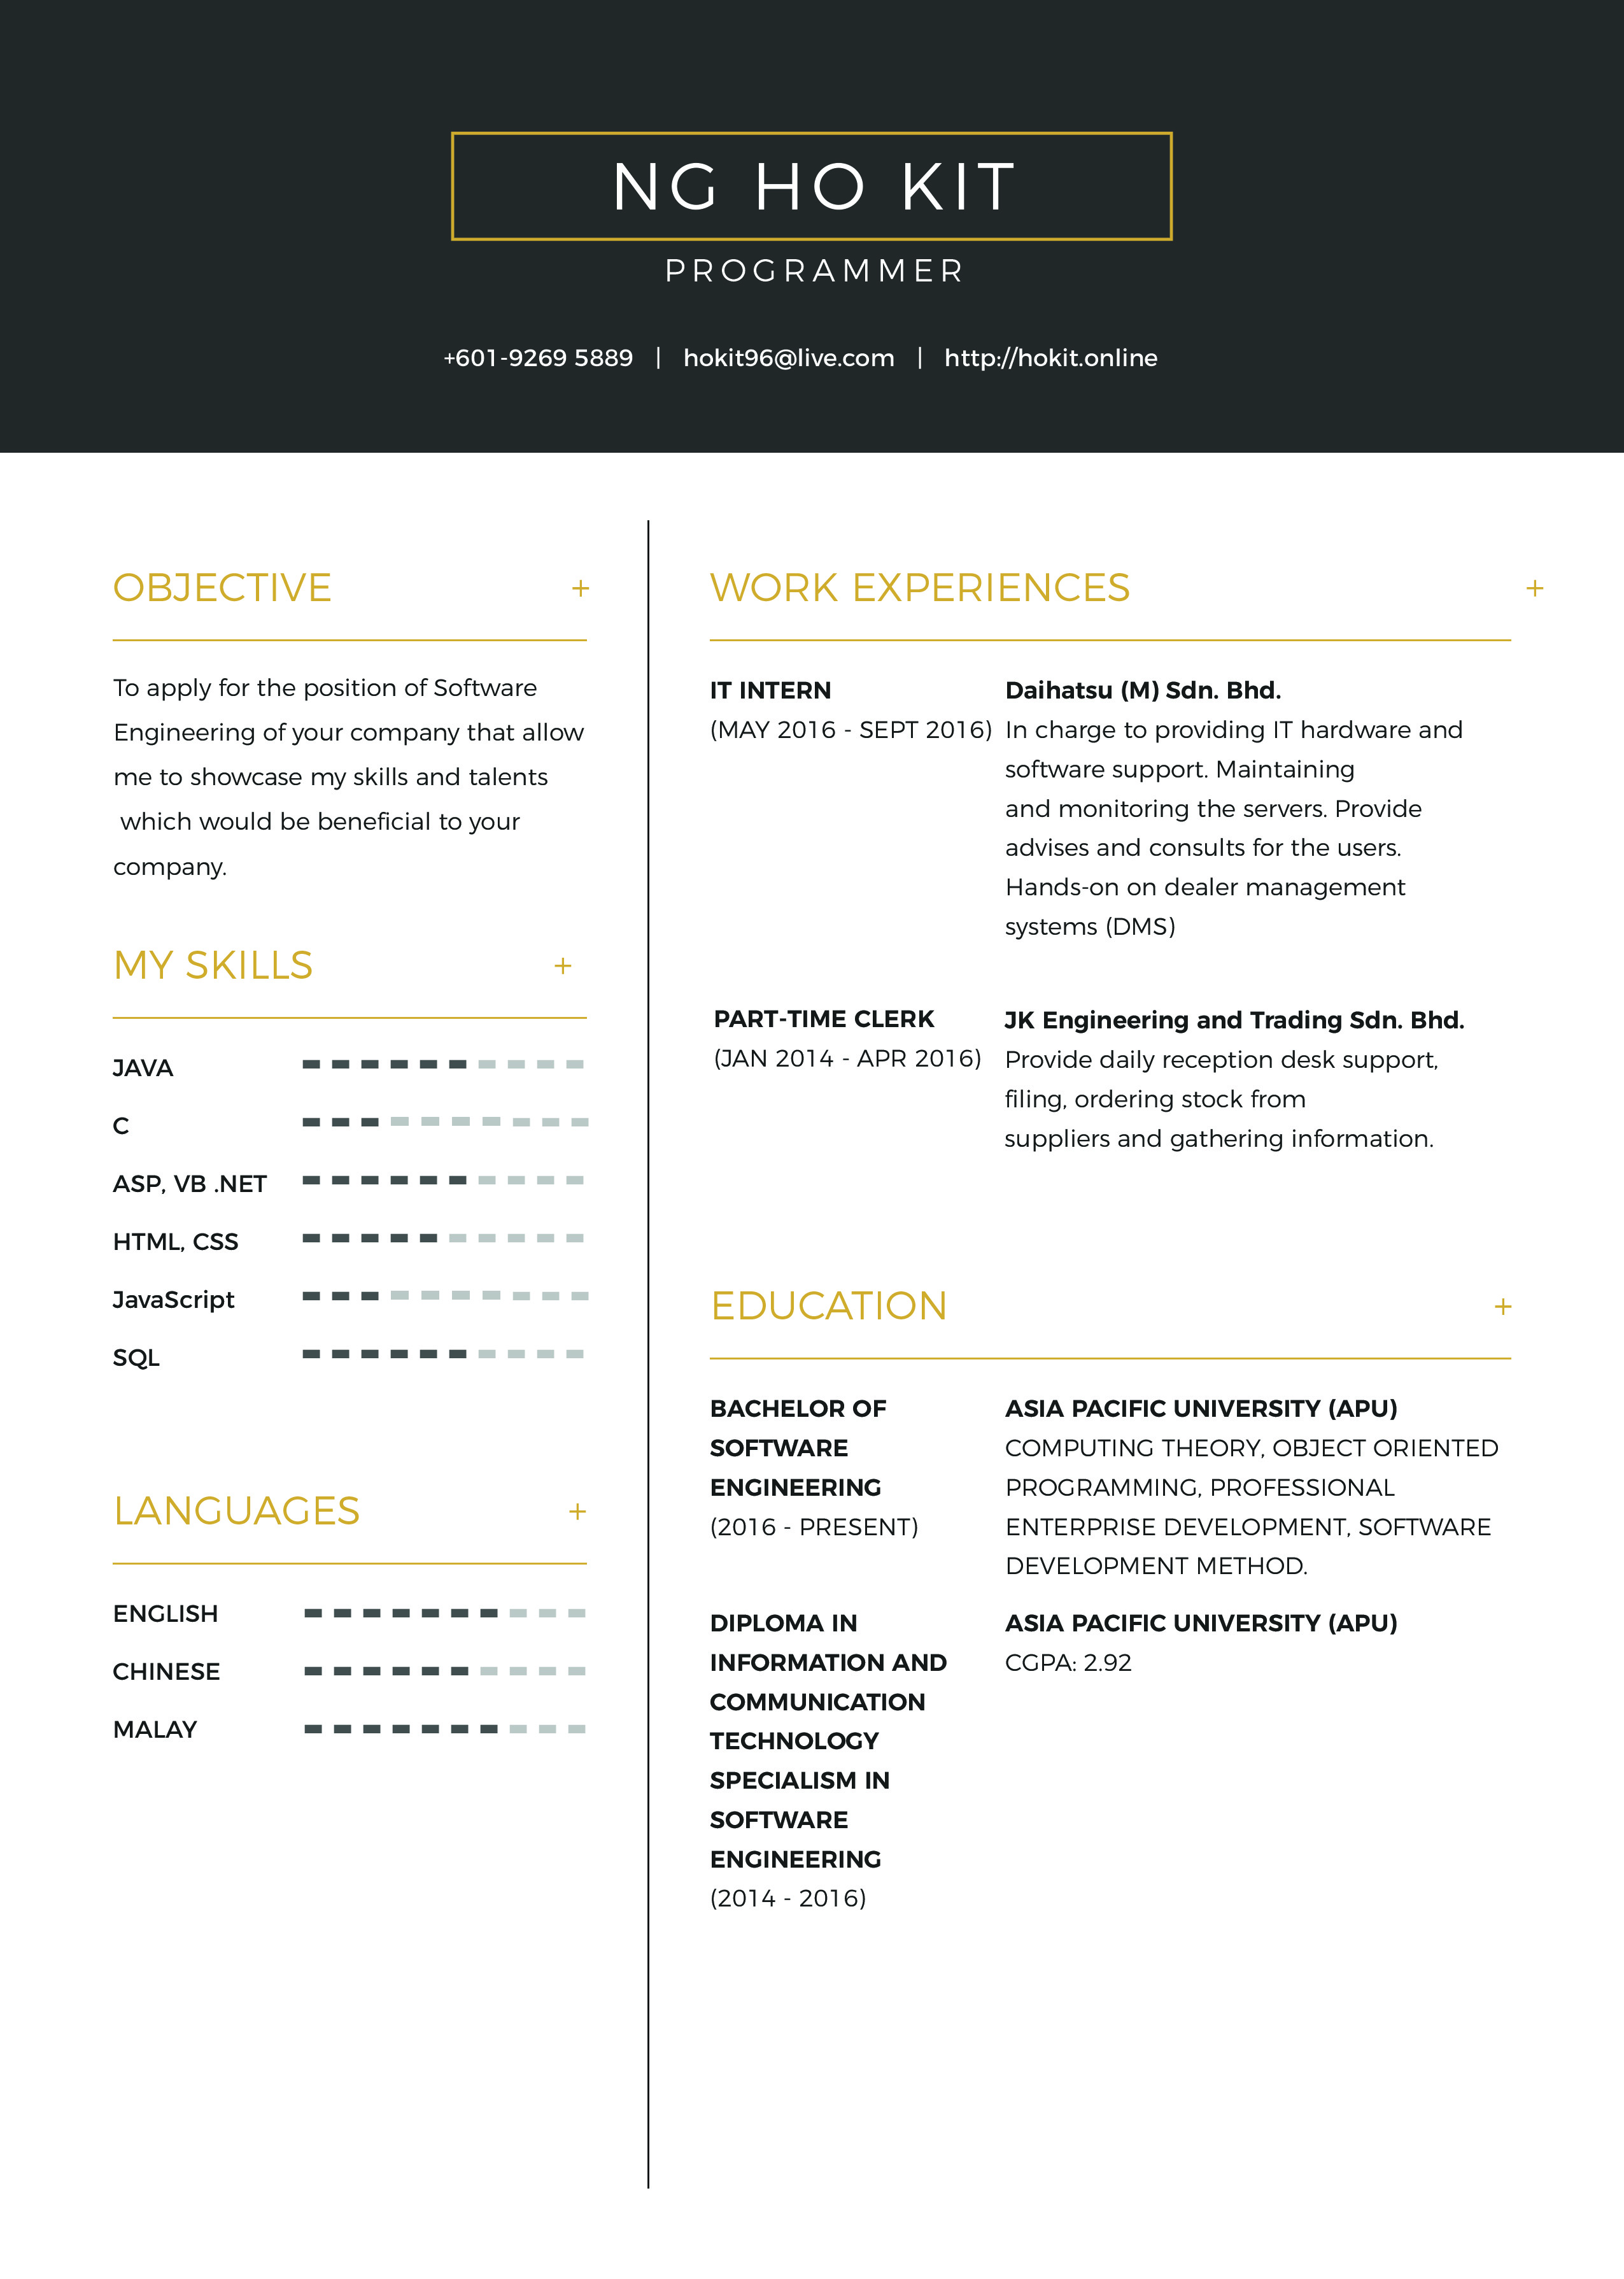 NG HO KIT
PROGRAMMER
+601-9269 5889 | hokit96@live.com | http://hokit.online
OBJECTIVE +
To apply for the position of Software
Engineering of your company that allow
me to showcase my skills and talents
which would be beneficial to your
company.
MY SKILLS +
JAVA
C
ASP, VB .NET
HTML, CSS
JavaScript
SQL
LANGUAGES +
ENGLISH
CHINESE
MALAY
WORK EXPERIENCES +
IT INTERN
(MAY 2016 - SEPT 2016)
Daihatsu (M) Sdn. Bhd.
In charge to providing IT hardware and
software support. Maintaining
and monitoring the servers. Provide
advises and consults for the users.
Hands-on on dealer management
systems (DMS)
PART-TIME CLERK
(JAN 2014 - APR 2016)
JK Engineering and Trading Sdn. Bhd.
Provide daily reception desk support,
filing, ordering stock from
suppliers and gathering information.
EDUCATION +
BACHELOR OF
SOFTWARE
ENGINEERING
(2016 - PRESENT)
ASIA PACIFIC UNIVERSITY (APU)
COMPUTING THEORY, OBJECT ORIENTED
PROGRAMMING, PROFESSIONAL
ENTERPRISE DEVELOPMENT, SOFTWARE
DEVELOPMENT METHOD.
DIPLOMA IN
INFORMATION AND
COMMUNICATION
TECHNOLOGY
SPECIALISM IN
SOFTWARE
ENGINEERING
(2014 - 2016)
ASIA PACIFIC UNIVERSITY (APU)
CGPA: 2.92